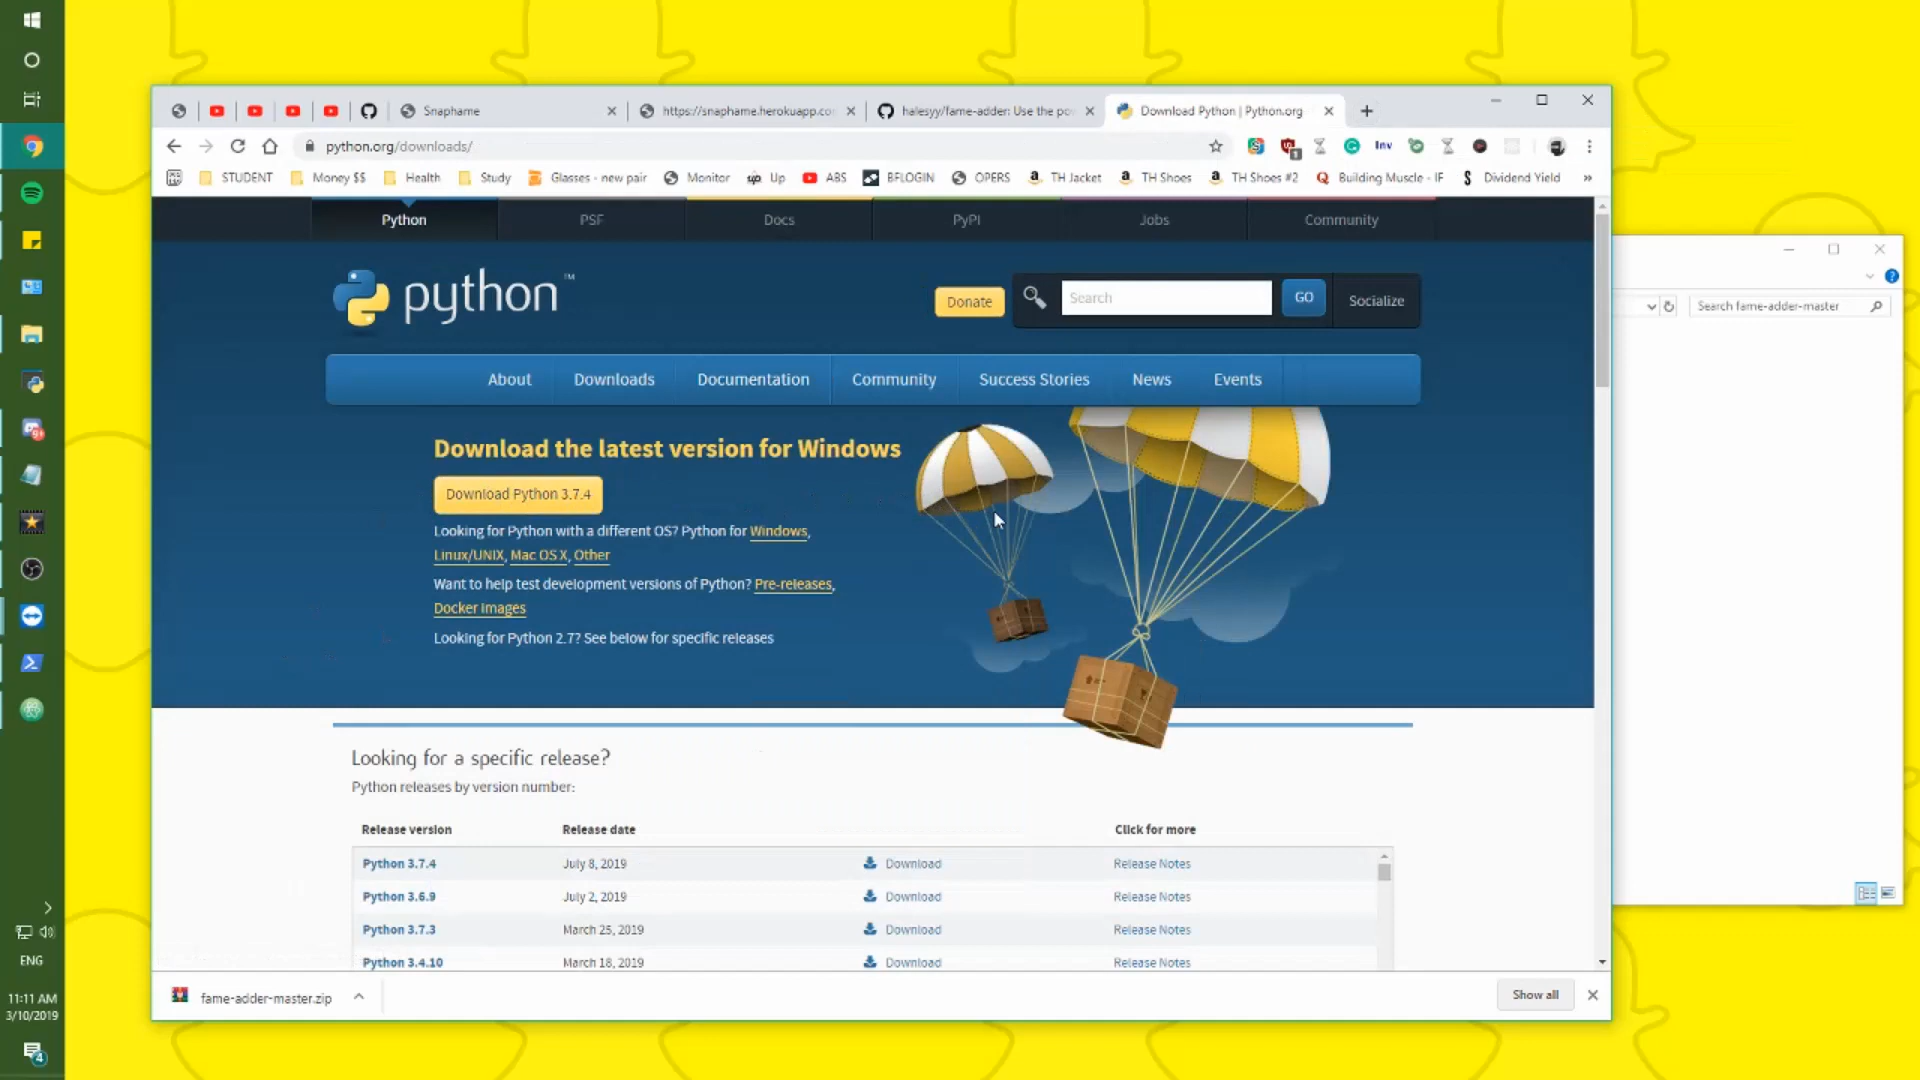 Snaphame
https://snaphame.herokuapp.co
halesyy/fame-adder: Use the po
Download Python | Python.org
python.org/downloads/
STUDENT
Money $$
Health
Study
Glasses - new pair
Monitor
Up
ABS
BFLOGIN
OPERS
TH Jacket
TH Shoes
TH Shoes #2
Building Muscle - IF
Dividend Yield
»
Inv
Python
PSF
Docs
PyPI
Jobs
Community
python™
Donate
Search
GO
Socialize
About
Downloads
Documentation
Community
Success Stories
News
Events
Download the latest version for Windows
Download Python 3.7.4
Looking for Python with a different OS? Python for Windows,
Linux/UNIX, Mac OS X, Other
Want to help test development versions of Python? Pre-releases,
Docker images
Looking for Python 2.7? See below for specific releases
Looking for a specific release?
Python releases by version number:
Release version Release date Click for more
Python 3.7.4 July 8, 2019 Download Release Notes
Python 3.6.9 July 2, 2019 Download Release Notes
Python 3.7.3 March 25, 2019 Download Release Notes
Python 3.4.10 March 18, 2019 Download Release Notes
fame-adder-master.zip
Show all
Search fame-adder-master
ENG
11:11 AM
3/10/2019
4